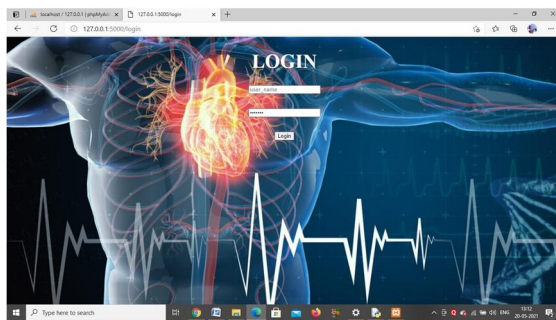 localhost / 127.0.0.1 | phpMyAd
127.0.0.1:5000/login
127.0.0.1:5000/login
LOGIN
user_name
•••••••
Login
Type here to search
ENG
13:12
20-05-2021